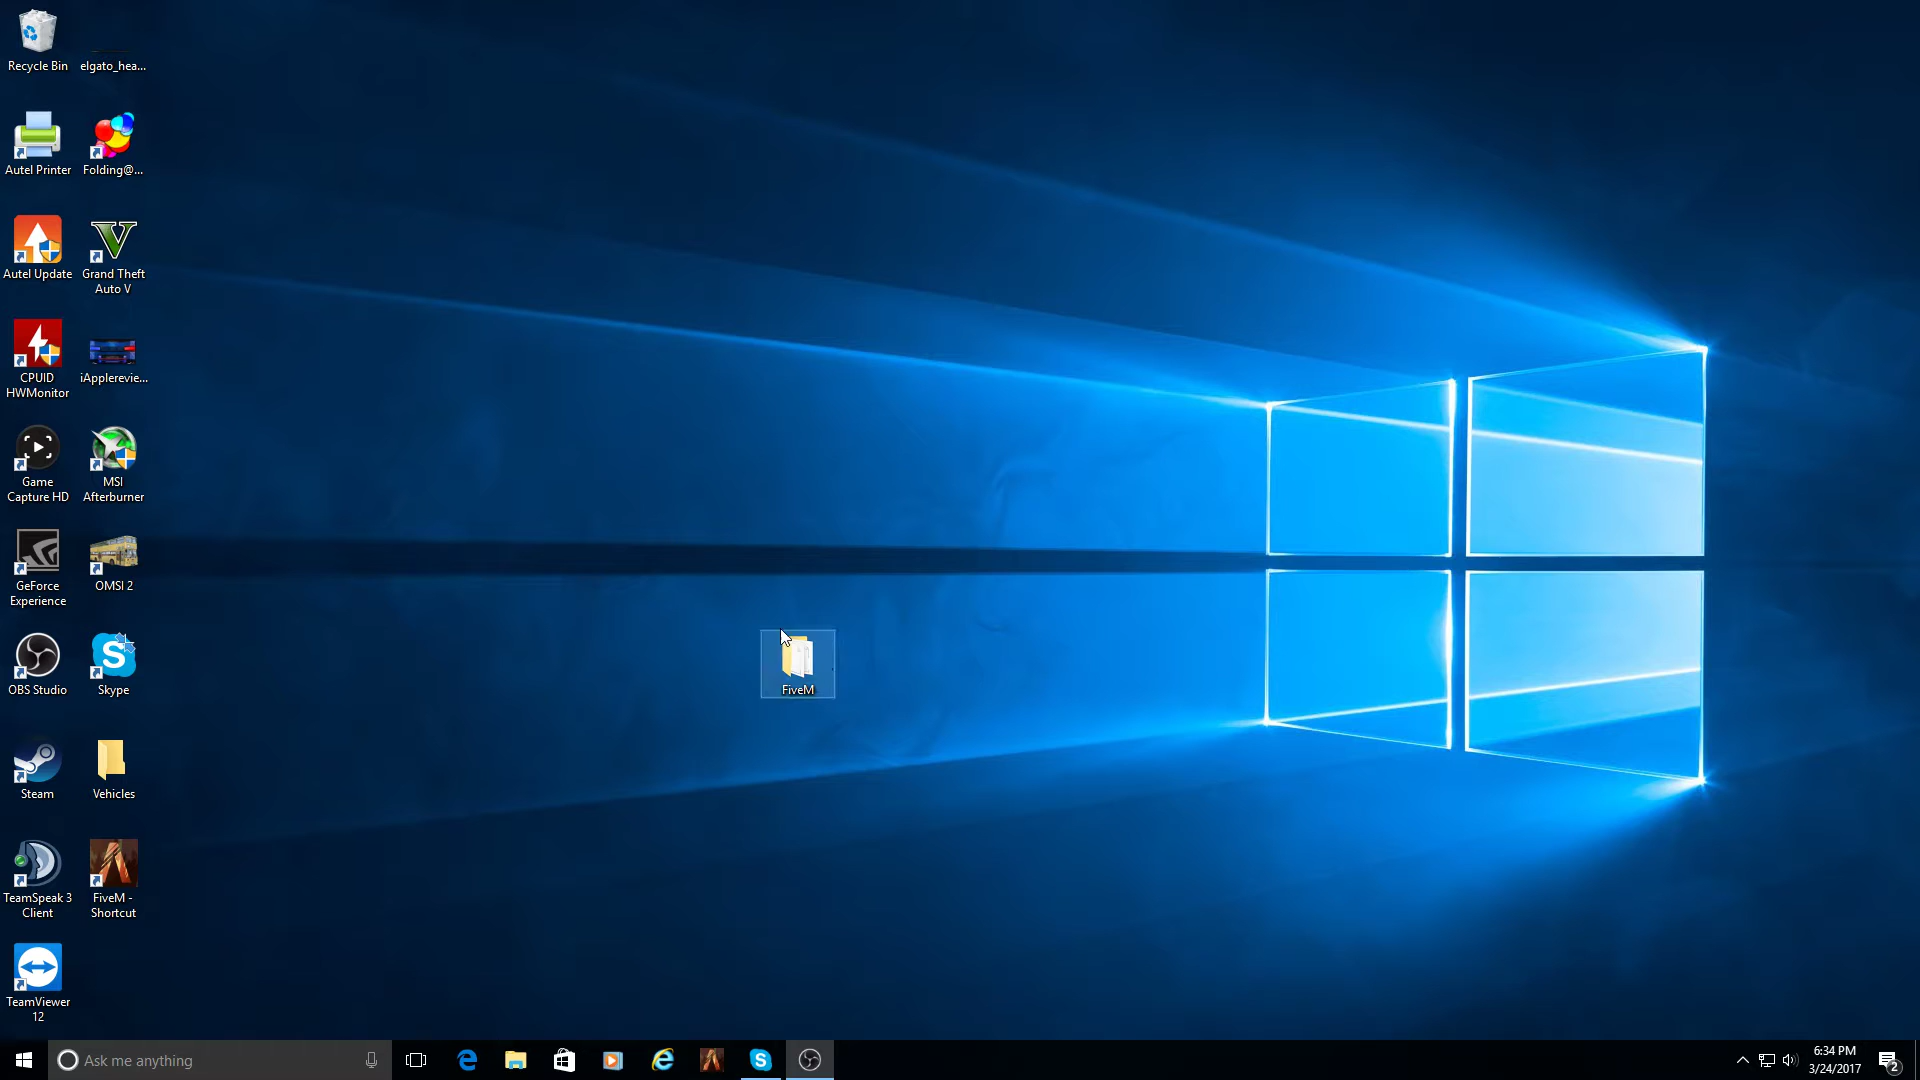 Recycle Bin
elgato_hea...
Autel Printer
Folding@...
Autel Update
Grand Theft
Auto V
CPUID
HWMonitor
iApplerevie...
Game
Capture HD
MSI
Afterburner
GeForce
Experience
OMSI 2
OBS Studio
Skype
FiveM
Steam
Vehicles
TeamSpeak 3
Client
FiveM -
Shortcut
TeamViewer
12
Ask me anything
6:34 PM
3/24/2017
2